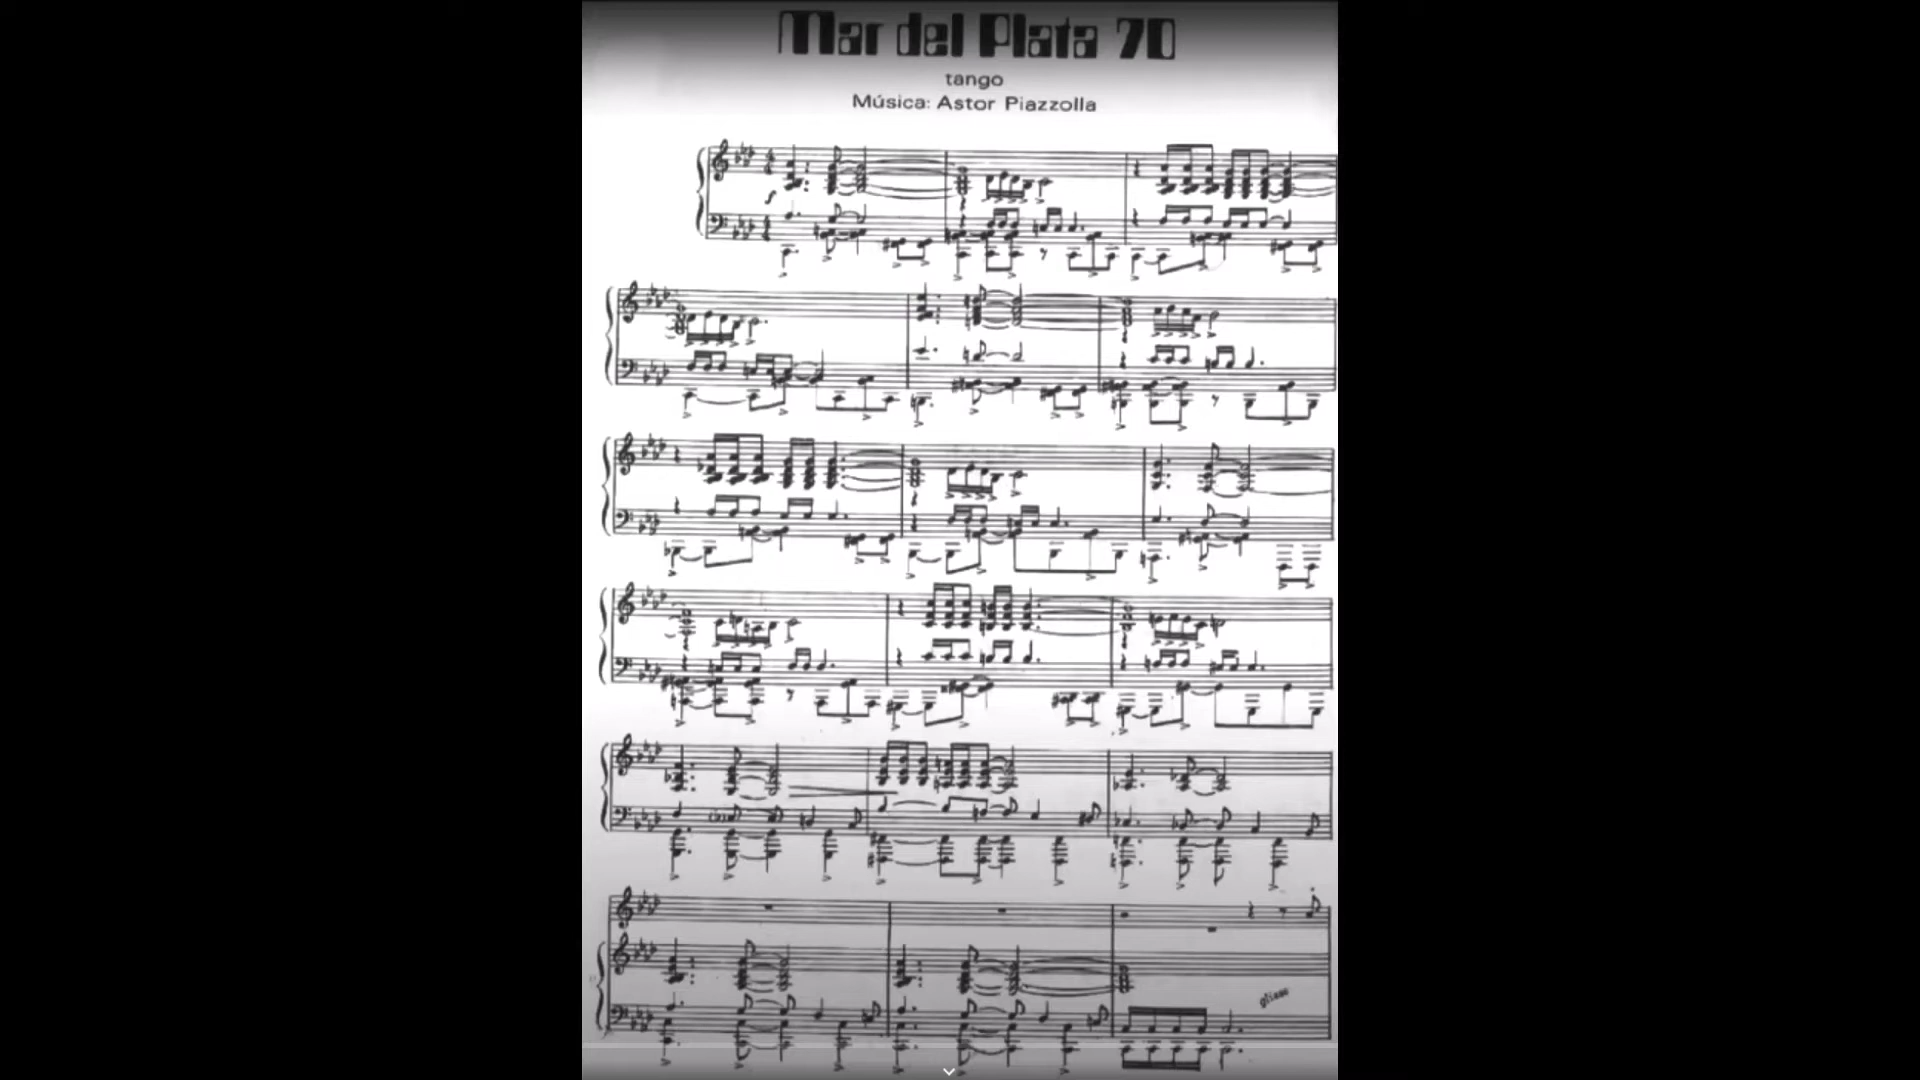 Mar del Plata 70
tango
Música: Astor Piazzolla
f
gliss